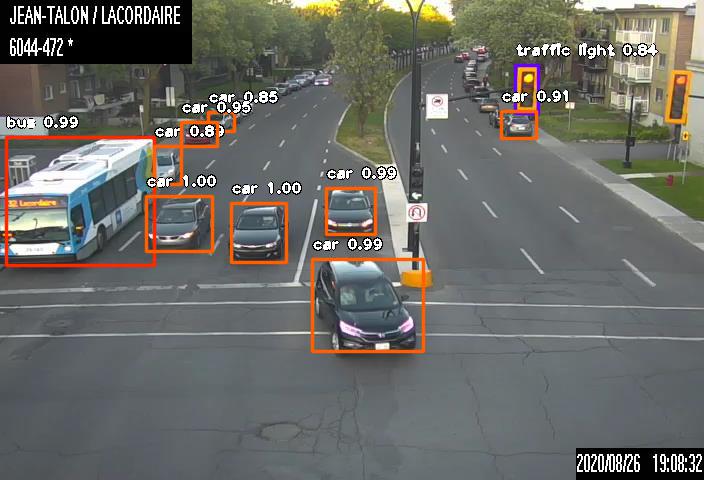 JEAN-TALON / LACORDAIRE
6044-472 *
traffic light 0.84
car 0.85
car 0.91
car 0.95
bus 0.99
car 0.89
car 0.99
car 1.00
car 1.00
32 Lacordaire
car 0.99
2020/08/26 19:08:32